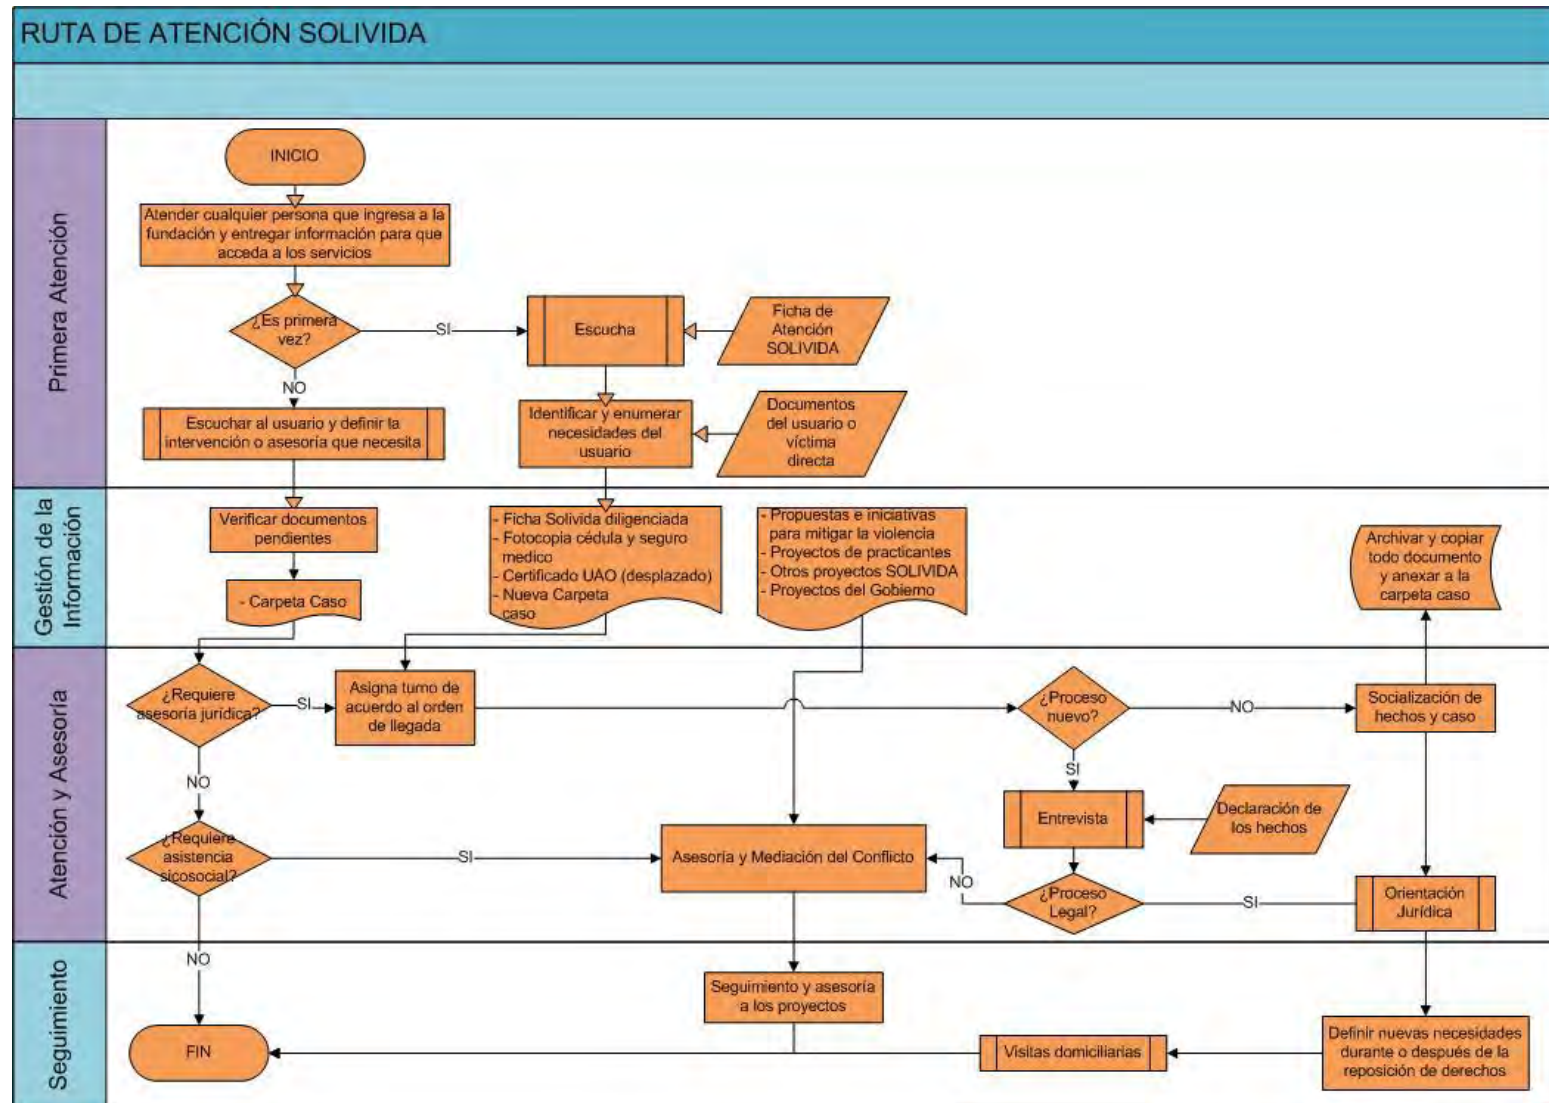 RUTA DE ATENCIÓN SOLIVIDA
Primera Atención
INICIO
Atender cualquier persona que ingresa a la
fundación y entregar información para que
acceda a los servicios
¿Es primera
vez?
SI
Escucha
Ficha de
Atención
SOLIVIDA
NO
Escuchar al usuario y definir la
intervención o asesoría que necesita
Identificar y enumerar
necesidades del
usuario
Documentos
del usuario o
víctima
directa
Gestión de la
Información
Verificar documentos
pendientes
- Carpeta Caso
- Ficha Solivida diligenciada
- Fotocopia cédula y seguro
medico
- Certificado UAO (desplazado)
- Nueva Carpeta
caso
- Propuestas e iniciativas
para mitigar la violencia
- Proyectos de practicantes
- Otros proyectos SOLIVIDA
- Proyectos del Gobierno
Archivar y copiar
todo documento
y anexar a la
carpeta caso
Atención y Asesoría
¿Requiere
asesoría jurídica?
SI
Asigna turno de
acuerdo al orden
de llegada
¿Proceso
nuevo?
NO
Socialización de
hechos y caso
NO
SI
Entrevista
Declaración de
los hechos
¿Requiere
asistencia
sicosocial?
SI
Asesoría y Mediación del Conflicto
NO
¿Proceso
Legal?
SI
Orientación
Jurídica
Seguimiento
NO
FIN
Seguimiento y asesoría
a los proyectos
Visitas domiciliarias
Definir nuevas necesidades
durante o después de la
reposición de derechos